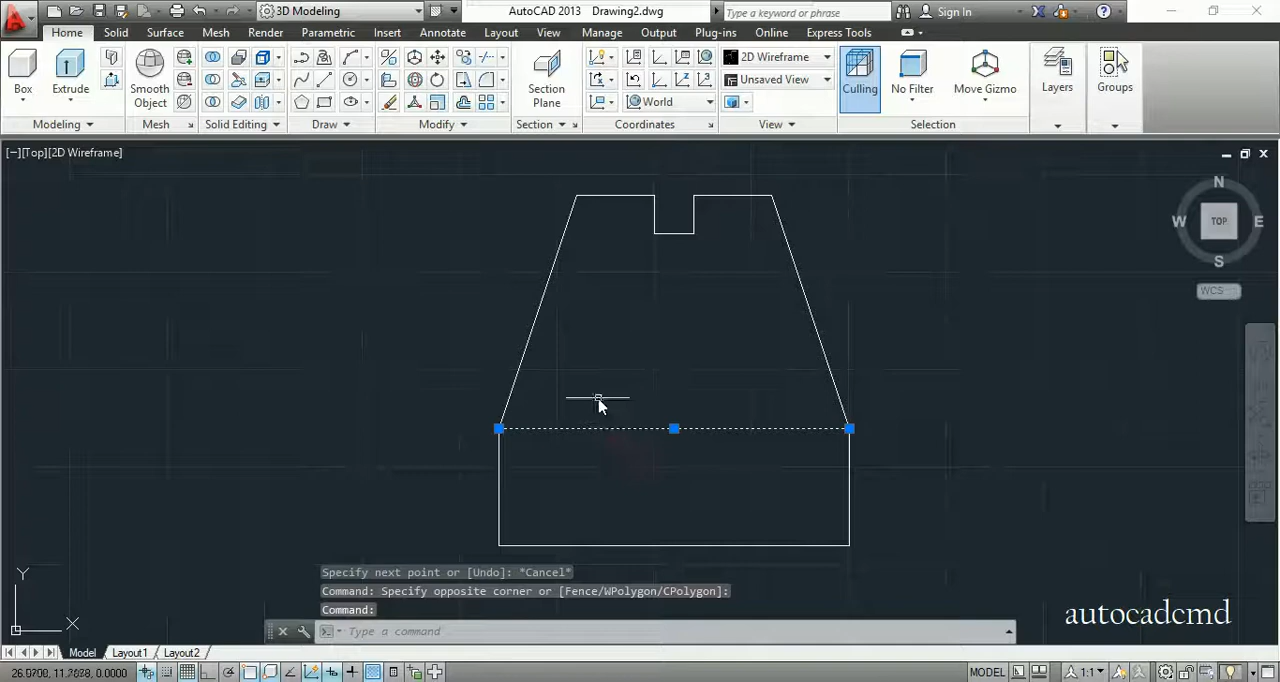 3D Modeling
AutoCAD 2013 Drawing2.dwg
Type a keyword or phrase
Sign In
Home Solid Surface Mesh Render Parametric Insert Annotate Layout View Manage Output Plug-ins Online Express Tools
Box
Extrude
Smooth
Object
Section
Plane
World
2D Wireframe
Unsaved View
Culling
No Filter
Move Gizmo
Layers
Groups
Modeling
Mesh
Solid Editing
Draw
Modify
Section
Coordinates
View
Selection
[−][Top][2D Wireframe]
N
W
TOP
E
S
WCS
Y
X
Specify next point or [Undo]: *Cancel*
Command: Specify opposite corner or [Fence/WPolygon/CPolygon]:
Command:
Type a command
autocadcmd
Model Layout1 Layout2
MODEL
1:1